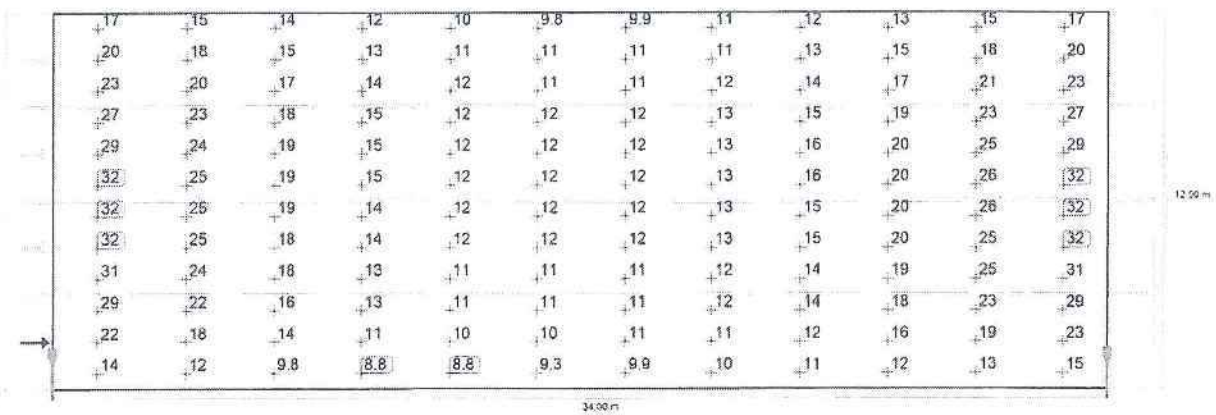 17 15 14 12 10 9.8 9.9 11 12 13 15 17
20 18 15 13 11 11 11 11 13 15 18 20
23 20 17 14 12 11 11 12 14 17 21 23
27 23 18 15 12 12 12 13 15 19 23 27
29 24 19 15 12 12 12 13 16 20 25 29
32 25 19 15 12 12 12 13 16 20 26 32
32 25 19 14 12 12 12 13 15 20 26 32
32 25 18 14 12 12 12 13 15 20 25 32
31 24 18 13 11 11 11 12 14 19 25 31
29 22 16 13 11 11 11 12 14 18 23 29
22 18 14 11 10 10 11 11 12 16 19 23
14 12 9.8 8.8 8.8 9.3 9.9 10 11 12 13 15
12.00 m
34.00 m